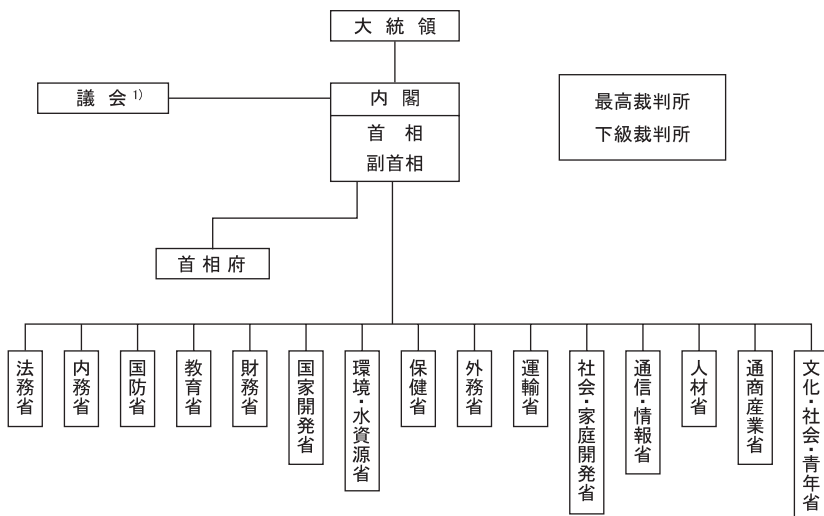 大統領
議会 1)
内閣
首相
副首相
最高裁判所
下級裁判所
首相府
法務省
内務省
国防省
教育省
財務省
国家開発省
環境・水資源省
保健省
外務省
運輸省
社会・家庭開発省
通信・情報省
人材省
通商産業省
文化・社会・青年省